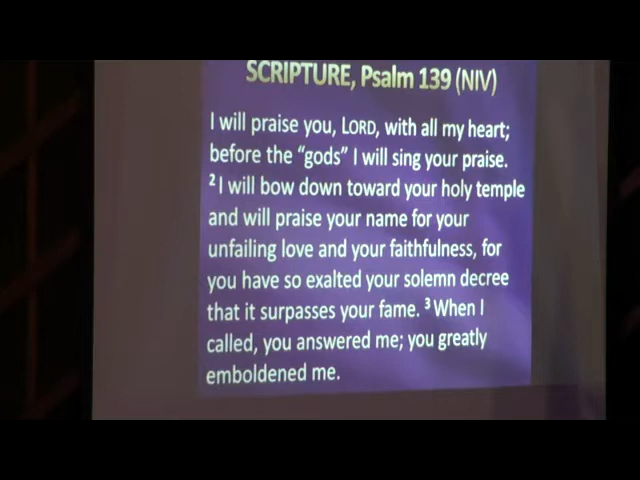 SCRIPTURE, Psalm 139 (NIV)
I will praise you, LORD, with all my heart;
before the “gods” I will sing your praise.
² I will bow down toward your holy temple
and will praise your name for your
unfailing love and your faithfulness, for
you have so exalted your solemn decree
that it surpasses your fame. ³ When I
called, you answered me; you greatly
emboldened me.